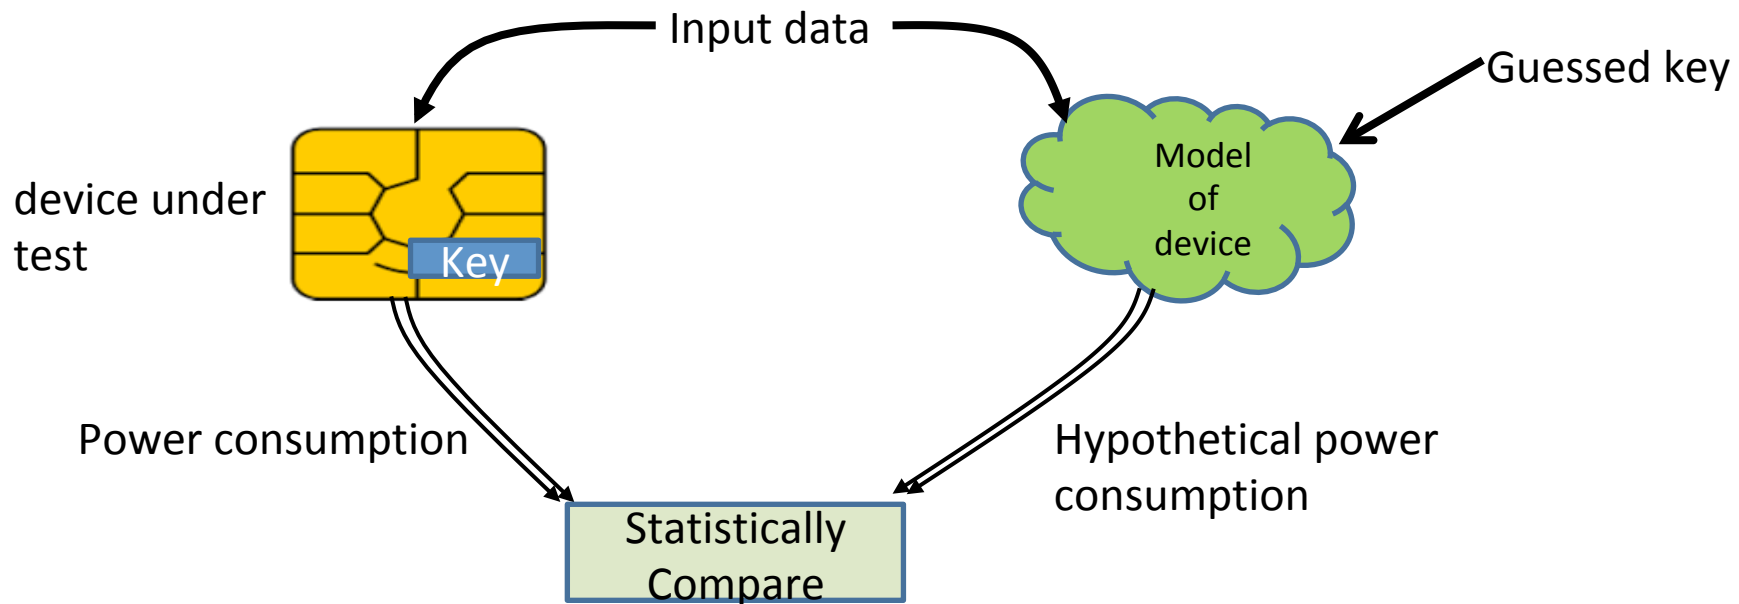 Input data
Guessed key
Model
of
device
device under
test
Key
Power consumption
Hypothetical power
consumption
Statistically
Compare